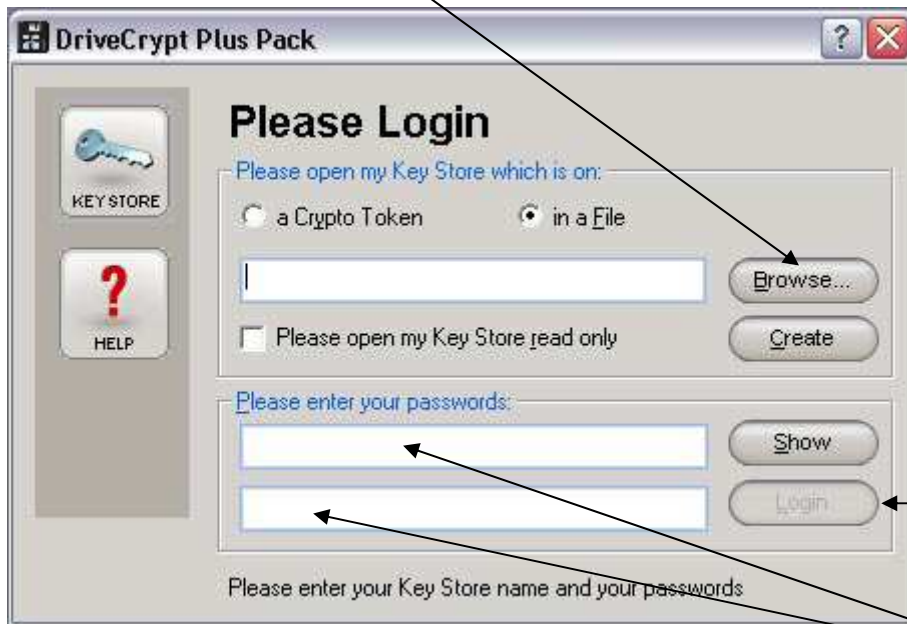 DriveCrypt Plus Pack
?
Please Login
Please open my Key Store which is on:
KEY STORE
a Crypto Token in a File
Browse...
?
HELP
Please open my Key Store read only Create
Please enter your passwords:
Show
Login
Please enter your Key Store name and your passwords